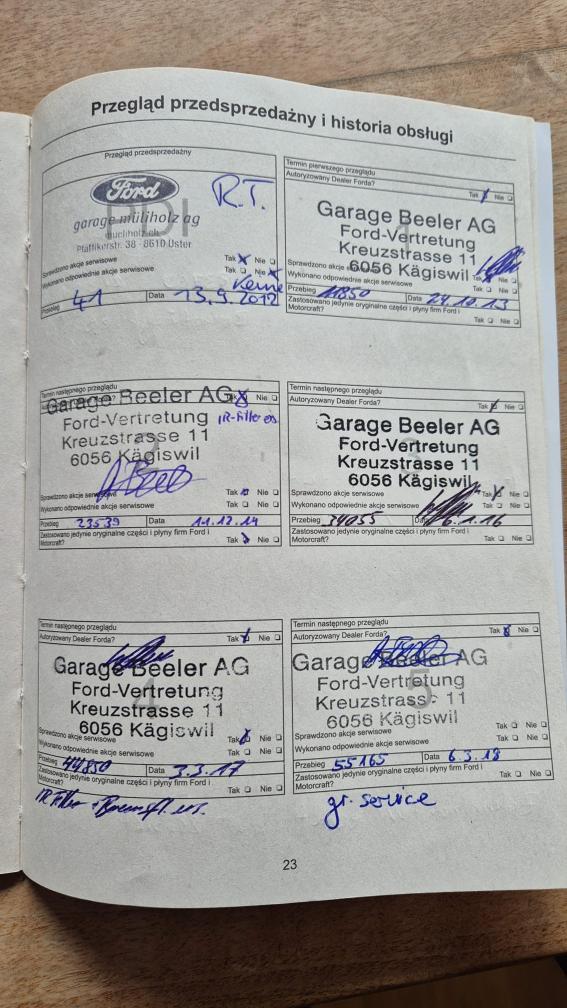 Przegląd przedsprzedażny i historia obsługi
Przegląd przedsprzedażny
Ford
PDI
R.T.
garage müliholz ag
muliholz.ch
Pfäffikerstr. 38 - 8610 Uster
Sprawdzono akcje serwisowe Tak Nie
Wykonano odpowiednie akcje serwisowe Tak Nie
Keine
Przebieg 41 Data 13.9.2012
Termin pierwszego przeglądu
Autoryzowany Dealer Forda? Tak Nie
1
Garage Beeler AG
Ford-Vertretung
Kreuzstrasse 11
6056 Kägiswil
Sprawdzono akcje serwisowe Tak Nie
Wykonano odpowiednie akcje serwisowe Tak Nie
Przebieg 11850 Data 24.10.13
Zastosowano jedynie oryginalne części i płyny firm Ford i
Motorcraft? Tak Nie
Termin następnego przeglądu
Autoryzowany Dealer Forda? Tak Nie
2
Garage Beeler AG
Ford-Vertretung
Kreuzstrasse 11
6056 Kägiswil
Sprawdzono akcje serwisowe Tak Nie
Wykonano odpowiednie akcje serwisowe Tak Nie
Przebieg 23539 Data 11.12.14
Zastosowano jedynie oryginalne części i płyny firm Ford i
Motorcraft? Tak Nie
Termin następnego przeglądu
Autoryzowany Dealer Forda? Tak Nie
3
Garage Beeler AG
Ford-Vertretung
Kreuzstrasse 11
6056 Kägiswil
Sprawdzono akcje serwisowe Tak Nie
Wykonano odpowiednie akcje serwisowe Tak Nie
Przebieg 34055 Data 6.1.16
Zastosowano jedynie oryginalne części i płyny firm Ford i
Motorcraft? Tak Nie
Termin następnego przeglądu
Autoryzowany Dealer Forda? Tak Nie
4
Garage Beeler AG
Ford-Vertretung
Kreuzstrasse 11
6056 Kägiswil
Sprawdzono akcje serwisowe Tak Nie
Wykonano odpowiednie akcje serwisowe Tak Nie
Przebieg 44850 Data 3.3.17
Zastosowano jedynie oryginalne części i płyny firm Ford i
Motorcraft? Tak Nie
Termin następnego przeglądu
Autoryzowany Dealer Forda? Tak Nie
5
Garage Beeler AG
Ford-Vertretung
Kreuzstrasse 11
6056 Kägiswil
Sprawdzono akcje serwisowe Tak Nie
Wykonano odpowiednie akcje serwisowe Tak Nie
Przebieg 55165 Data 6.3.18
Zastosowano jedynie oryginalne części i płyny firm Ford i
Motorcraft? Tak Nie
gr. service
23